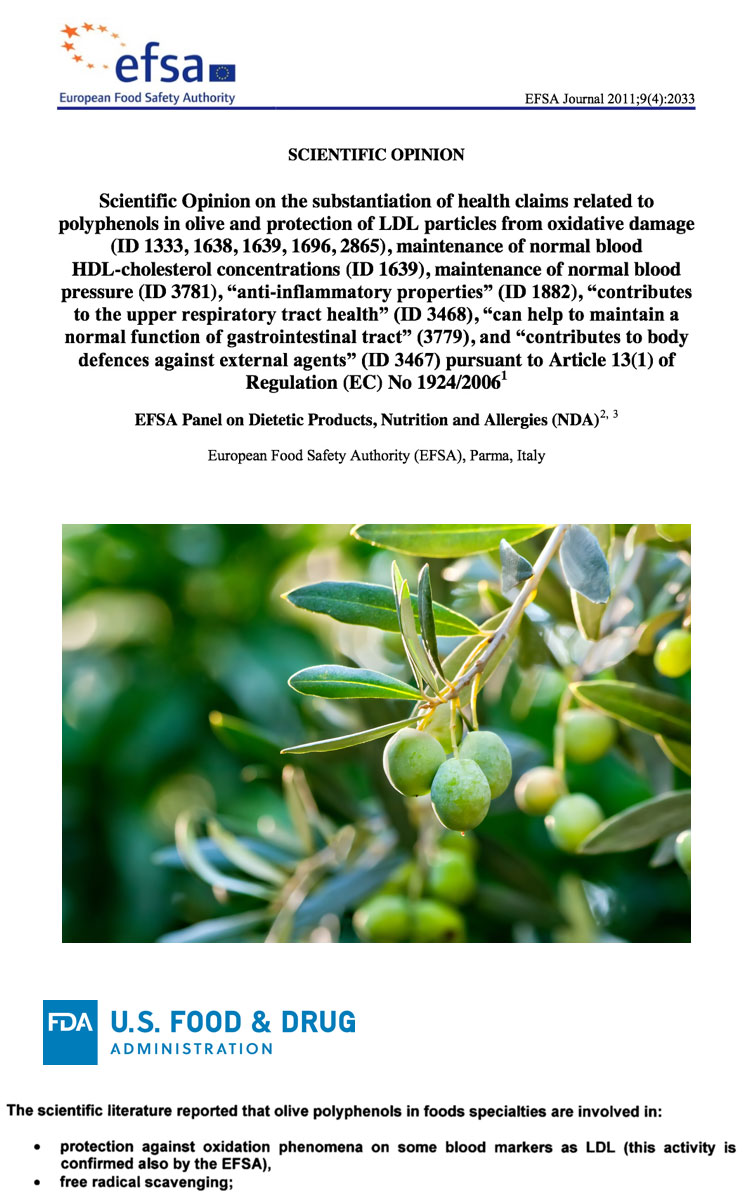 efsa
European Food Safety Authority
EFSA Journal 2011;9(4):2033
SCIENTIFIC OPINION
Scientific Opinion on the substantiation of health claims related to
polyphenols in olive and protection of LDL particles from oxidative damage
(ID 1333, 1638, 1639, 1696, 2865), maintenance of normal blood
HDL-cholesterol concentrations (ID 1639), maintenance of normal blood
pressure (ID 3781), “anti-inflammatory properties” (ID 1882), “contributes
to the upper respiratory tract health” (ID 3468), “can help to maintain a
normal function of gastrointestinal tract” (3779), and “contributes to body
defences against external agents” (ID 3467) pursuant to Article 13(1) of
Regulation (EC) No 1924/2006¹
EFSA Panel on Dietetic Products, Nutrition and Allergies (NDA)²˒ ³
European Food Safety Authority (EFSA), Parma, Italy
FDA U.S. FOOD & DRUG
ADMINISTRATION
The scientific literature reported that olive polyphenols in foods specialties are involved in:
• protection against oxidation phenomena on some blood markers as LDL (this activity is
confirmed also by the EFSA),
• free radical scavenging;